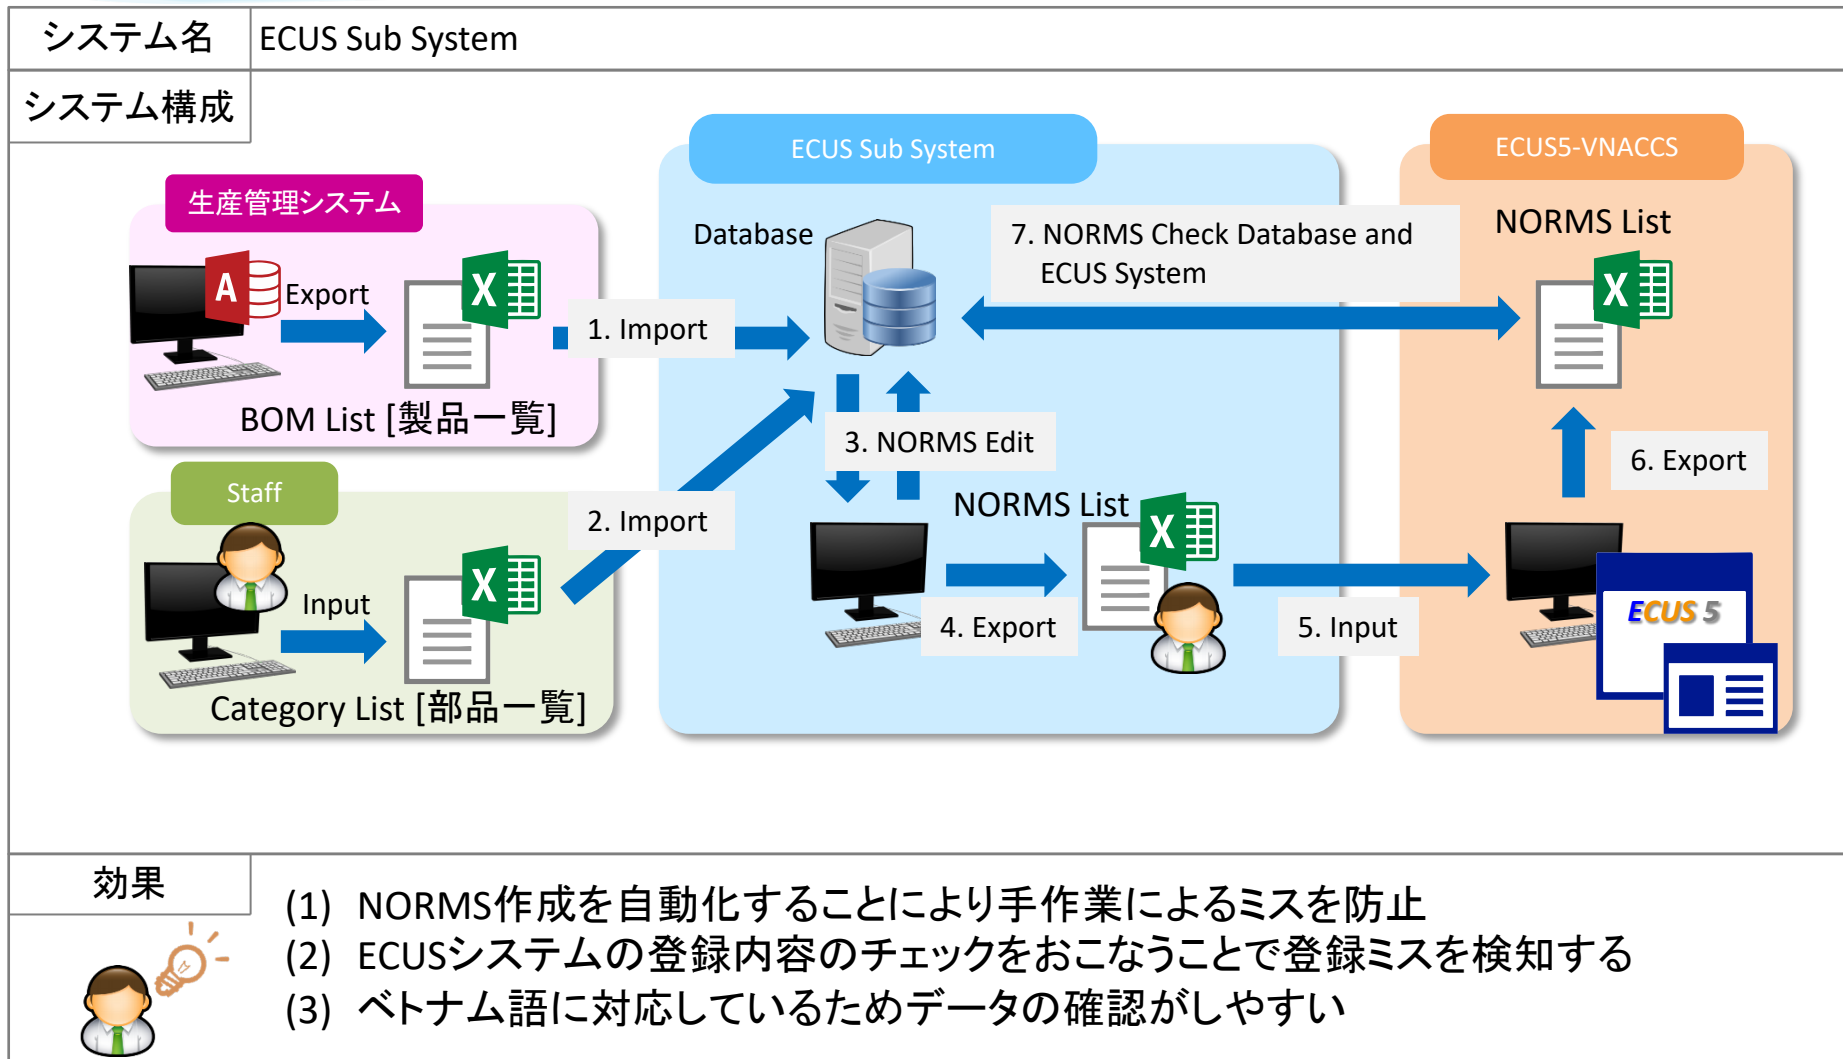 システム名
ECUS Sub System
システム構成
ECUS Sub System
ECUS5-VNACCS
生産管理システム
Database
7. NORMS Check Database and
ECUS System
NORMS List
A
Export
X
1. Import
X
BOM List [製品一覧]
3. NORMS Edit
6. Export
Staff
2. Import
NORMS List
X
X
Input
4. Export
5. Input
ECUS 5
Category List [部品一覧]
効果
(1) NORMS作成を自動化することにより手作業によるミスを防止
(2) ECUSシステムの登録内容のチェックをおこなうことで登録ミスを検知する
(3) ベトナム語に対応しているためデータの確認がしやすい